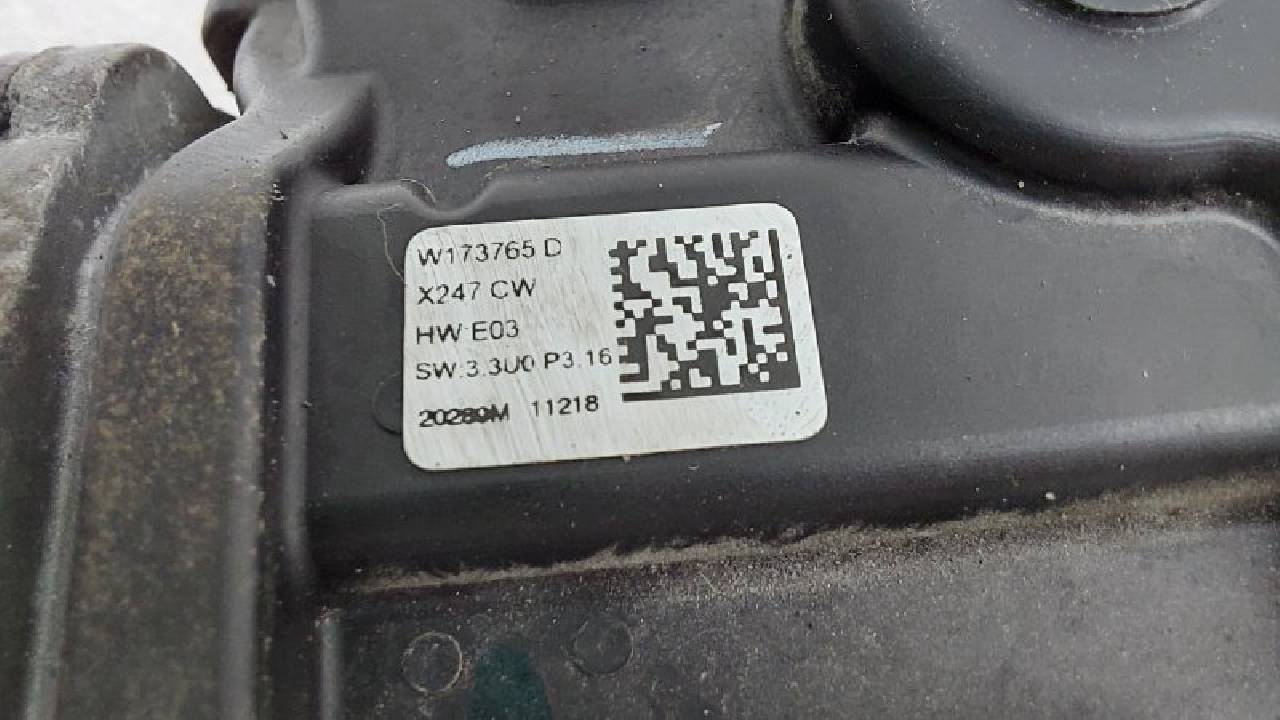 W173765 D
X247 CW
HW:E03
SW:3.3U0 P3.16
20289M 11218